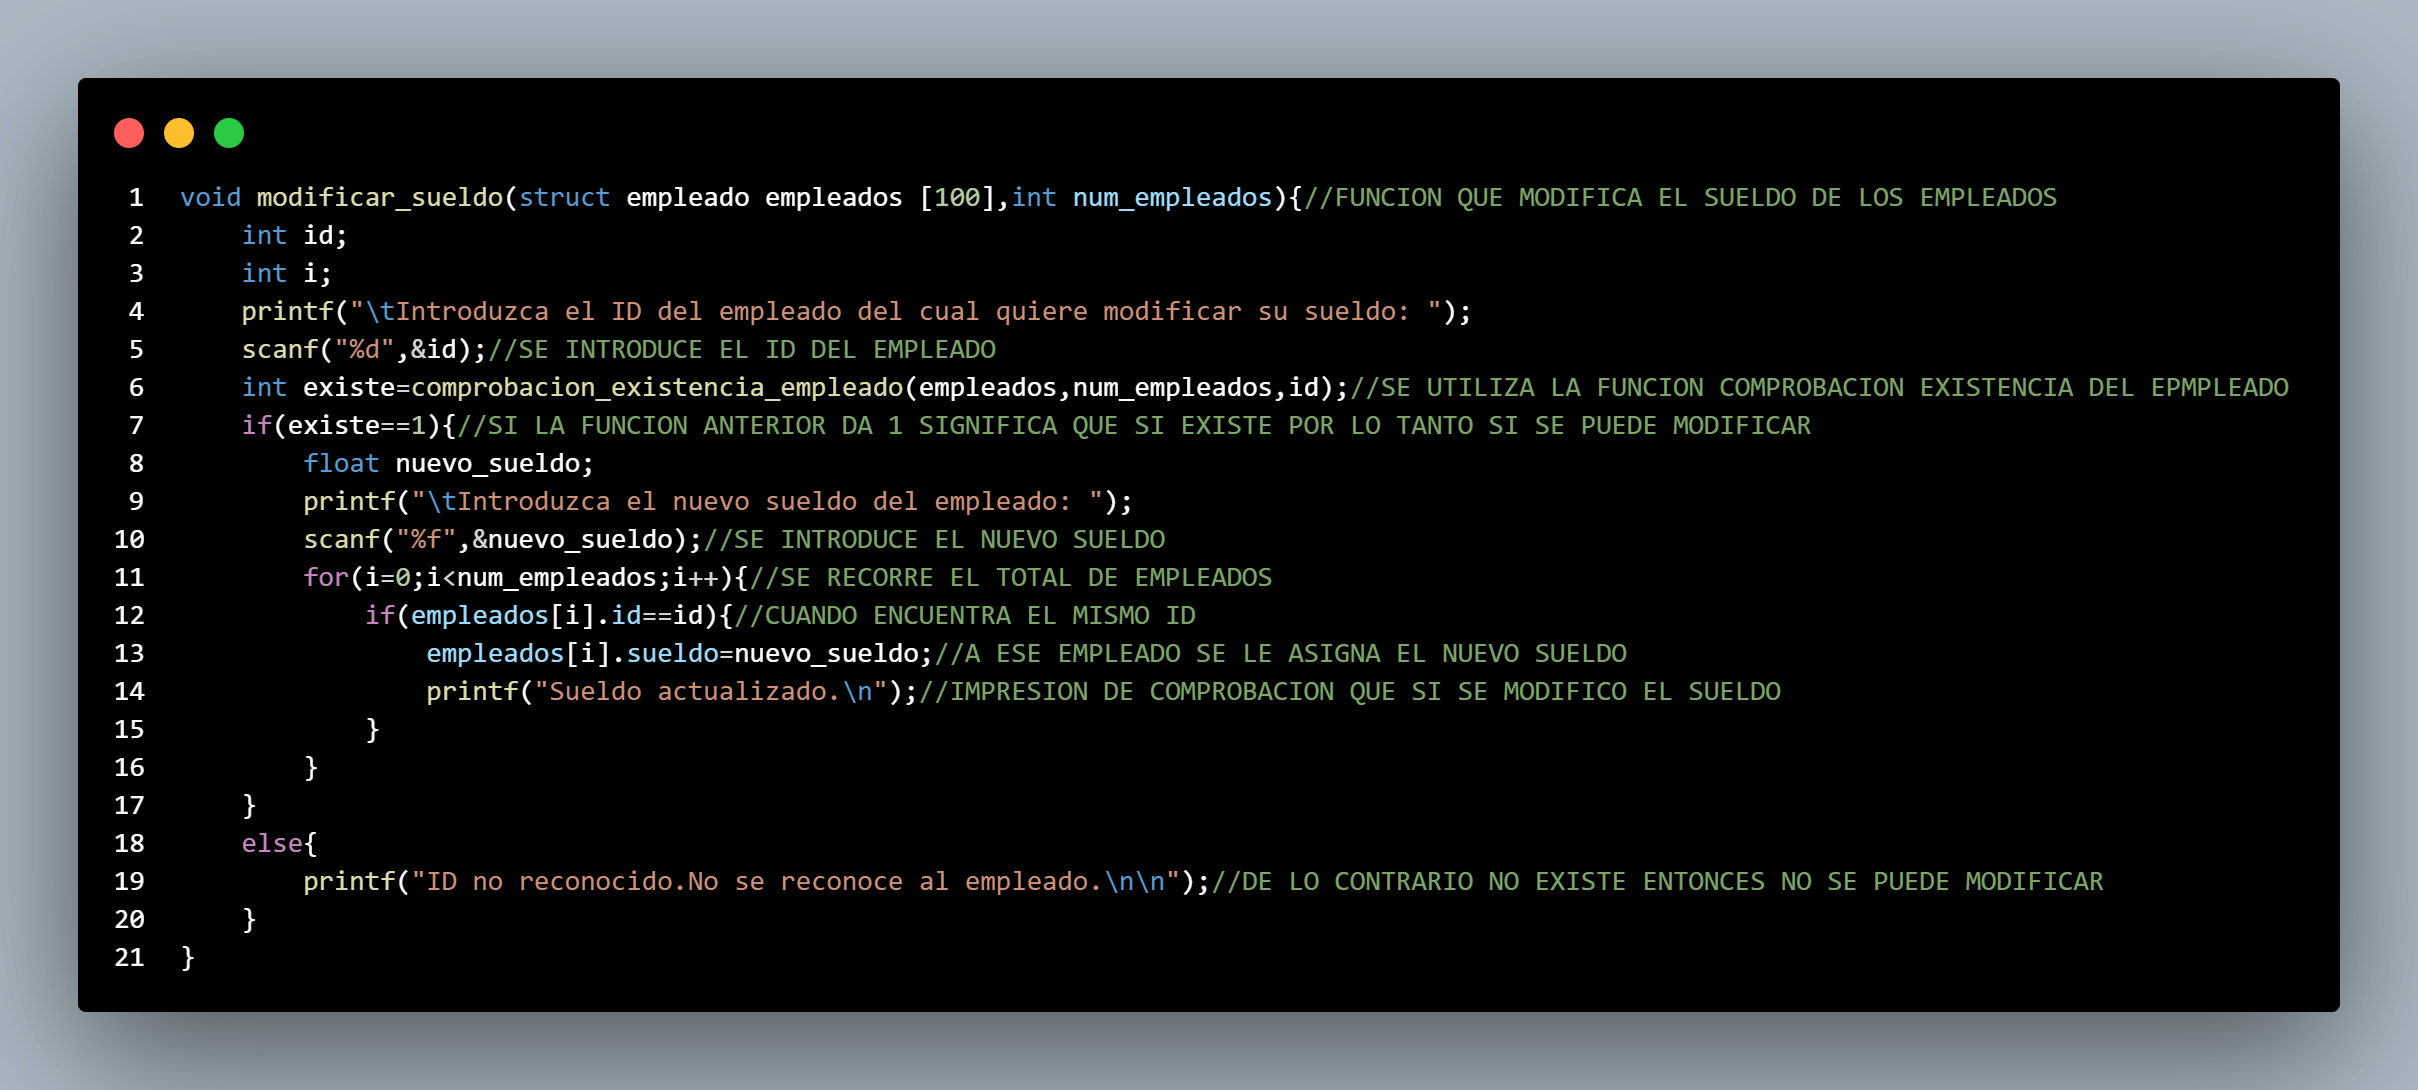 1 void modificar_sueldo(struct empleado empleados [100],int num_empleados){//FUNCION QUE MODIFICA EL SUELDO DE LOS EMPLEADOS
2     int id;
3     int i;
4     printf("\tIntroduzca el ID del empleado del cual quiere modificar su sueldo: ");
5     scanf("%d",&id);//SE INTRODUCE EL ID DEL EMPLEADO
6     int existe=comprobacion_existencia_empleado(empleados,num_empleados,id);//SE UTILIZA LA FUNCION COMPROBACION EXISTENCIA DEL EPMPLEADO
7     if(existe==1){//SI LA FUNCION ANTERIOR DA 1 SIGNIFICA QUE SI EXISTE POR LO TANTO SI SE PUEDE MODIFICAR
8         float nuevo_sueldo;
9         printf("\tIntroduzca el nuevo sueldo del empleado: ");
10         scanf("%f",&nuevo_sueldo);//SE INTRODUCE EL NUEVO SUELDO
11         for(i=0;i<num_empleados;i++){//SE RECORRE EL TOTAL DE EMPLEADOS
12             if(empleados[i].id==id){//CUANDO ENCUENTRA EL MISMO ID
13                 empleados[i].sueldo=nuevo_sueldo;//A ESE EMPLEADO SE LE ASIGNA EL NUEVO SUELDO
14                 printf("Sueldo actualizado.\n");//IMPRESION DE COMPROBACION QUE SI SE MODIFICO EL SUELDO
15             }
16         }
17     }
18     else{
19         printf("ID no reconocido.No se reconoce al empleado.\n\n");//DE LO CONTRARIO NO EXISTE ENTONCES NO SE PUEDE MODIFICAR
20     }
21 }